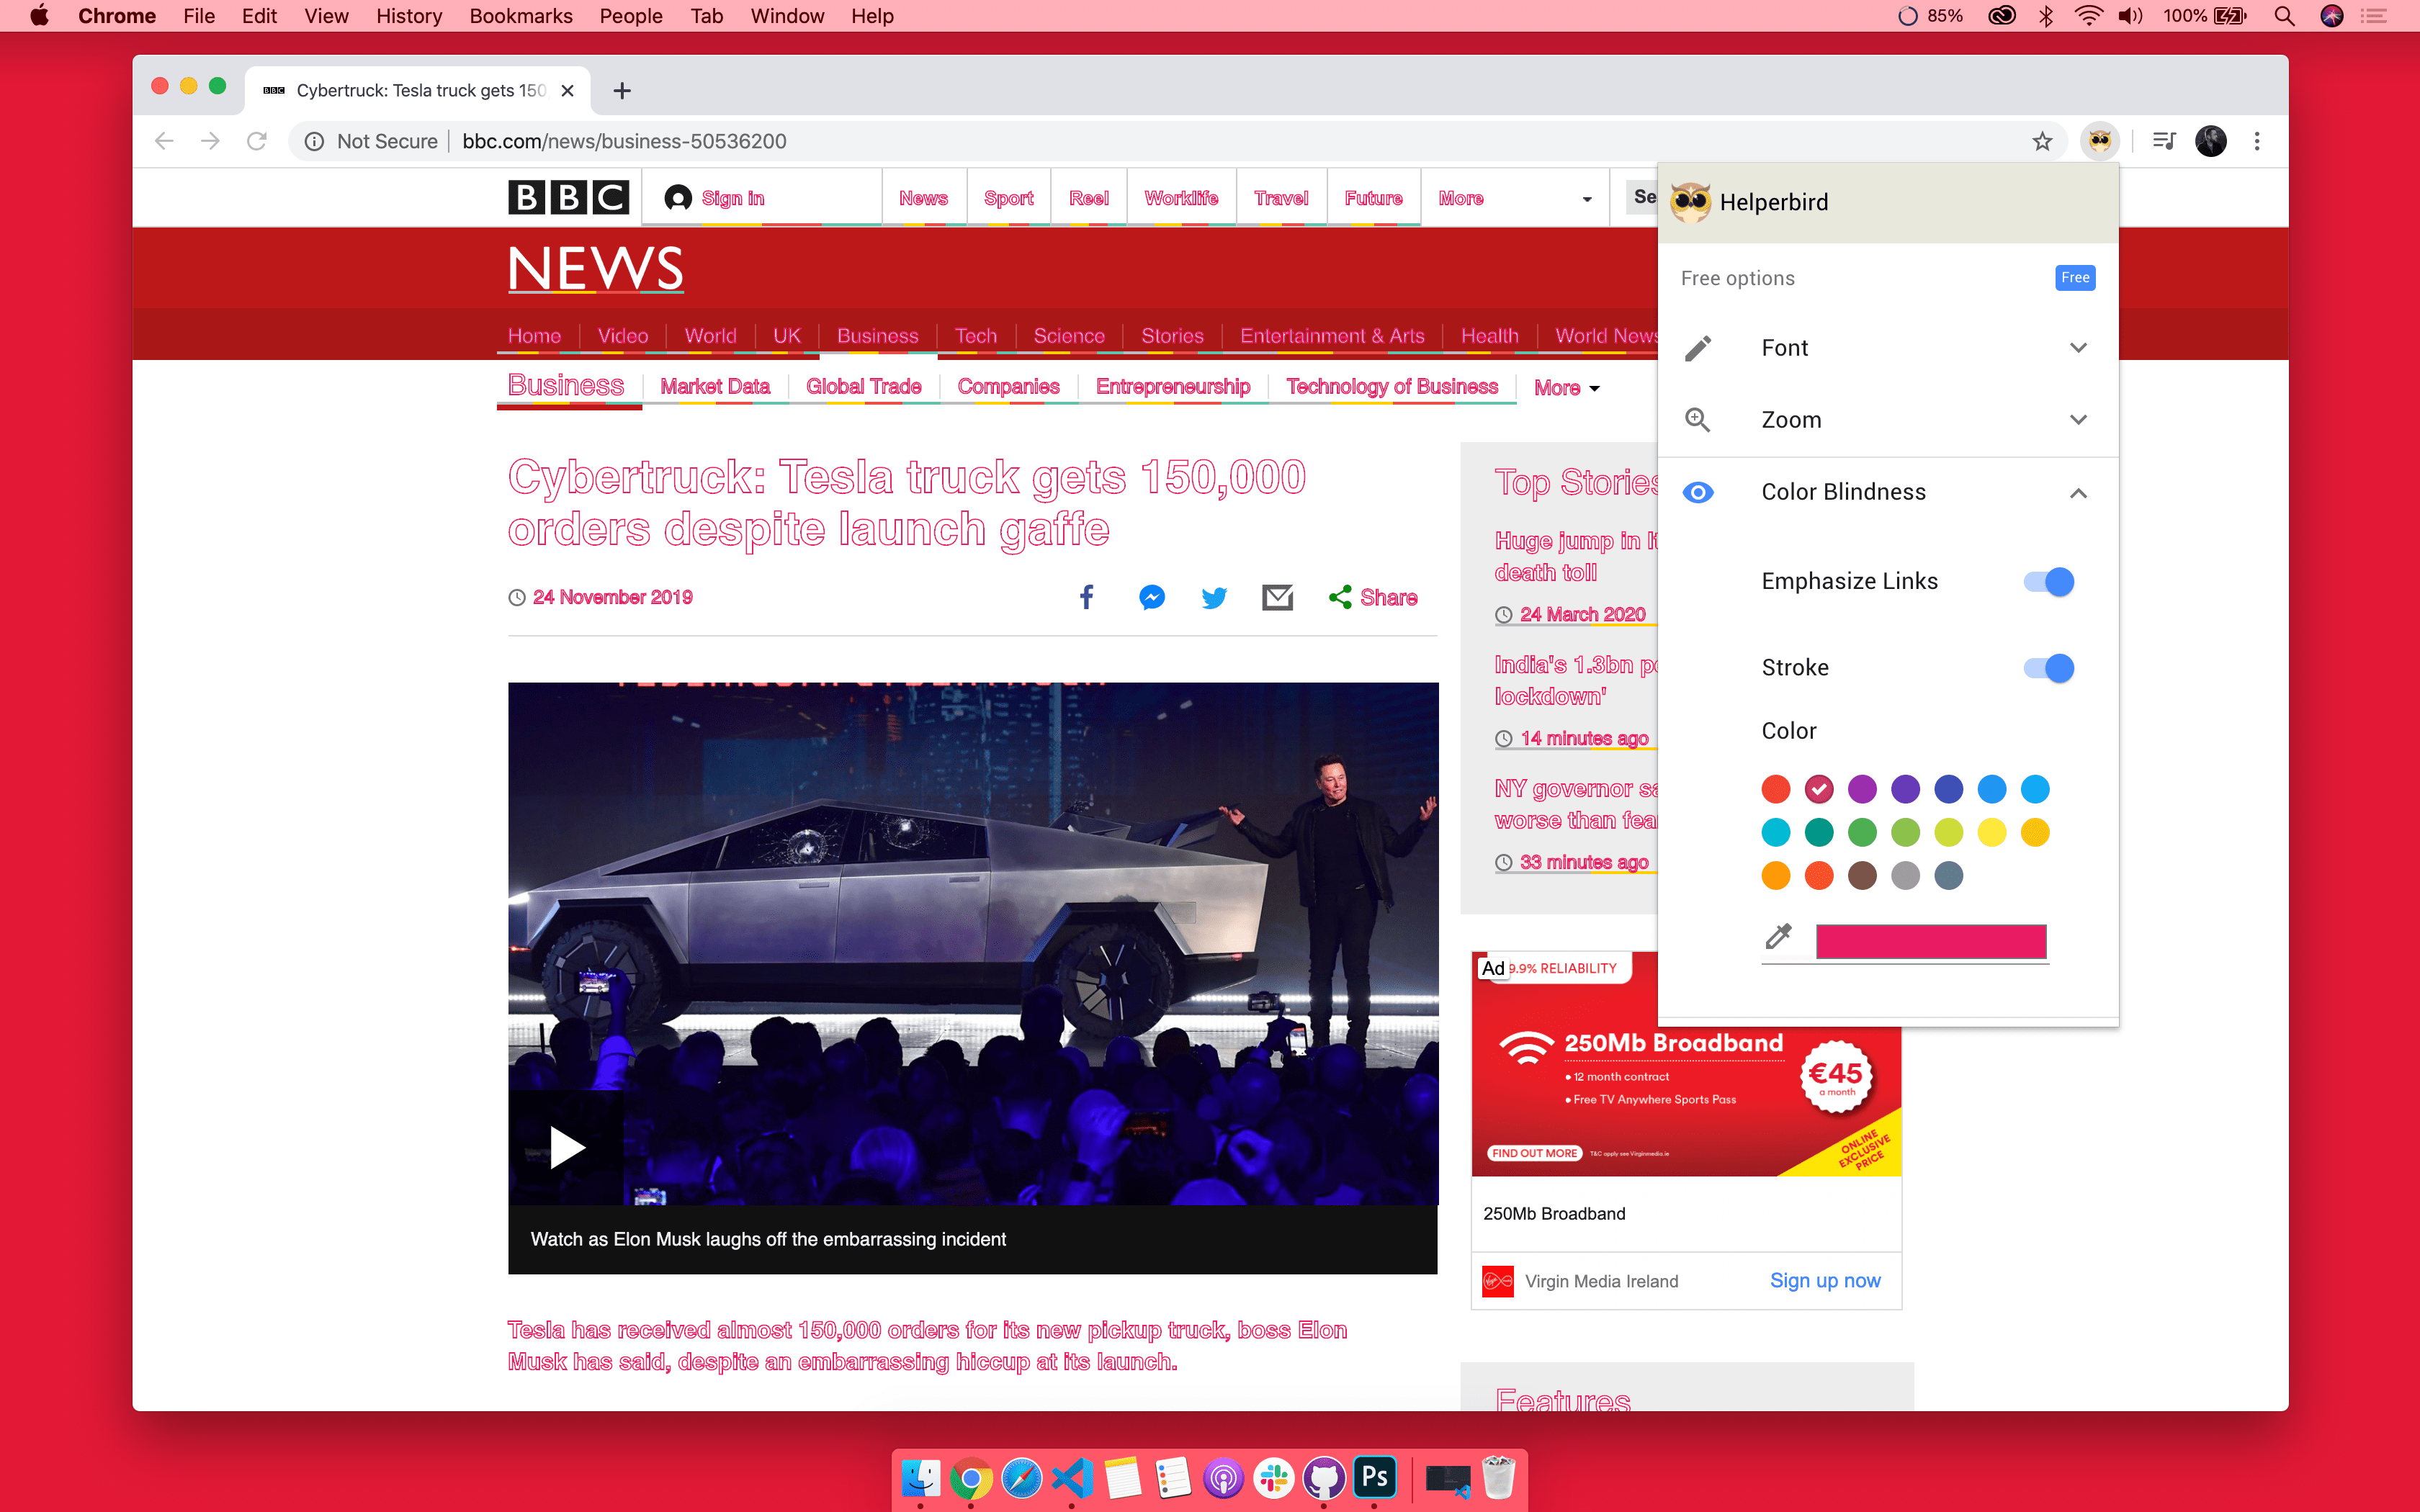 Chrome File Edit View History Bookmarks People Tab Window Help
85% 100%
BBC Cybertruck: Tesla truck gets 150
Not Secure bbc.com/news/business-50536200
BBC Sign in News Sport Reel Worklife Travel Future More Se
NEWS
Home Video World UK Business Tech Science Stories Entertainment & Arts Health World News
Business Market Data Global Trade Companies Entrepreneurship Technology of Business More
Cybertruck: Tesla truck gets 150,000
orders despite launch gaffe
24 November 2019
Share
Watch as Elon Musk laughs off the embarrassing incident
Tesla has received almost 150,000 orders for its new pickup truck, boss Elon
Musk has said, despite an embarrassing hiccup at its launch.
Top Stories
Huge jump in
death toll
24 March 2020
India's 1.3bn
lockdown'
14 minutes ago
NY governor
worse than
33 minutes ago
Ad 9.9% RELIABILITY
250Mb Broadband
• 12 month contract
• Free TV Anywhere Sports Pass
€45
a month
FIND OUT MORE T&C apply see Virginmedia.ie
ONLINE
EXCLUSIVE
PRICE
250Mb Broadband
Virgin Media Ireland Sign up now
Features
Helperbird
Free options Free
Font
Zoom
Color Blindness
Emphasize Links
Stroke
Color
Ps